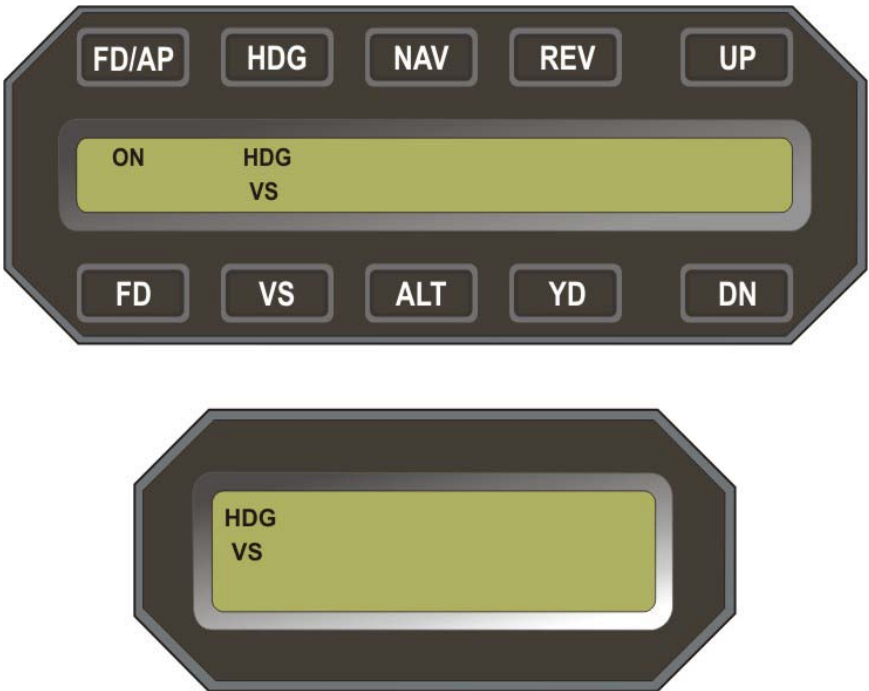 FD/AP HDG NAV REV UP
ON HDG
VS
FD VS ALT YD DN
HDG
VS